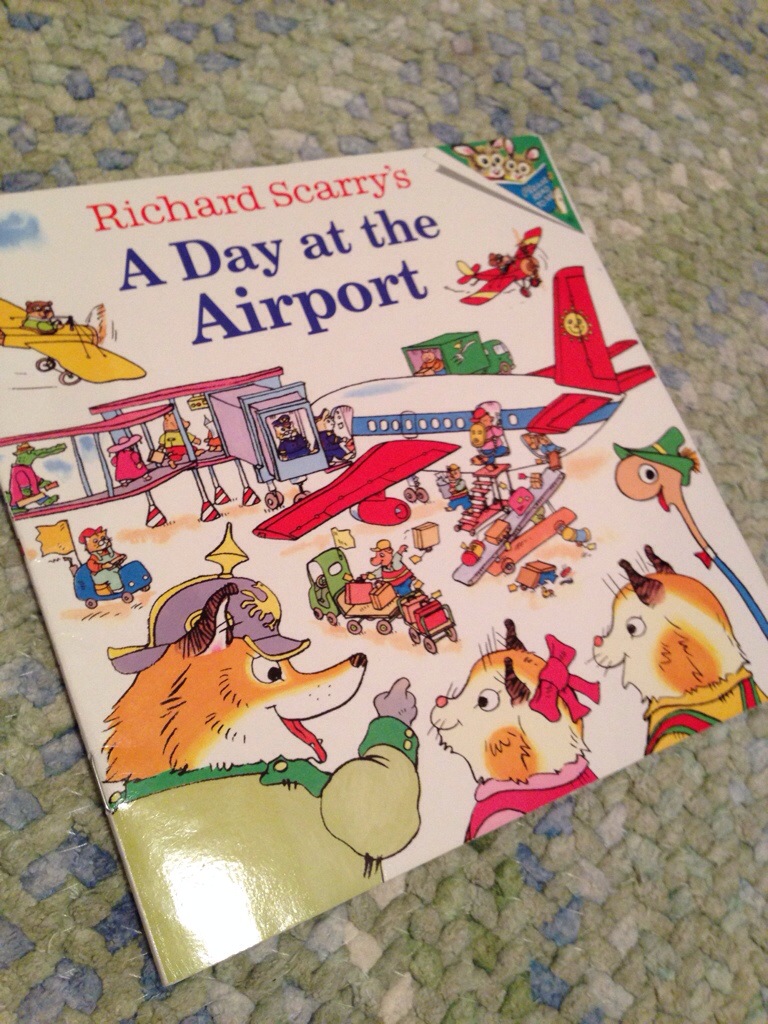 Richard Scarry's
A Day at the
Airport